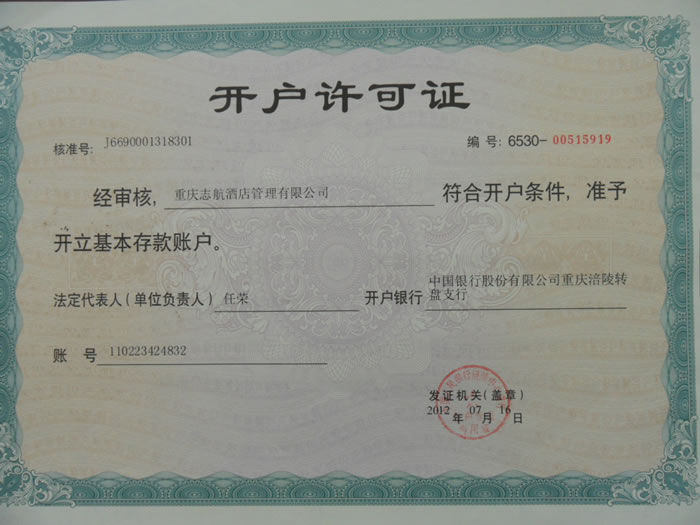 开户许可证
核准号: J6690001318301 编号: 6530-00515919
经审核, 重庆志航酒店管理有限公司 符合开户条件, 准予
开立基本存款账户。
法定代表人(单位负责人) 任荣 开户银行 中国银行股份有限公司重庆涪陵转
盘支行
账 号 110223424832
发证机关(盖章)
2012 年 07 月 16 日